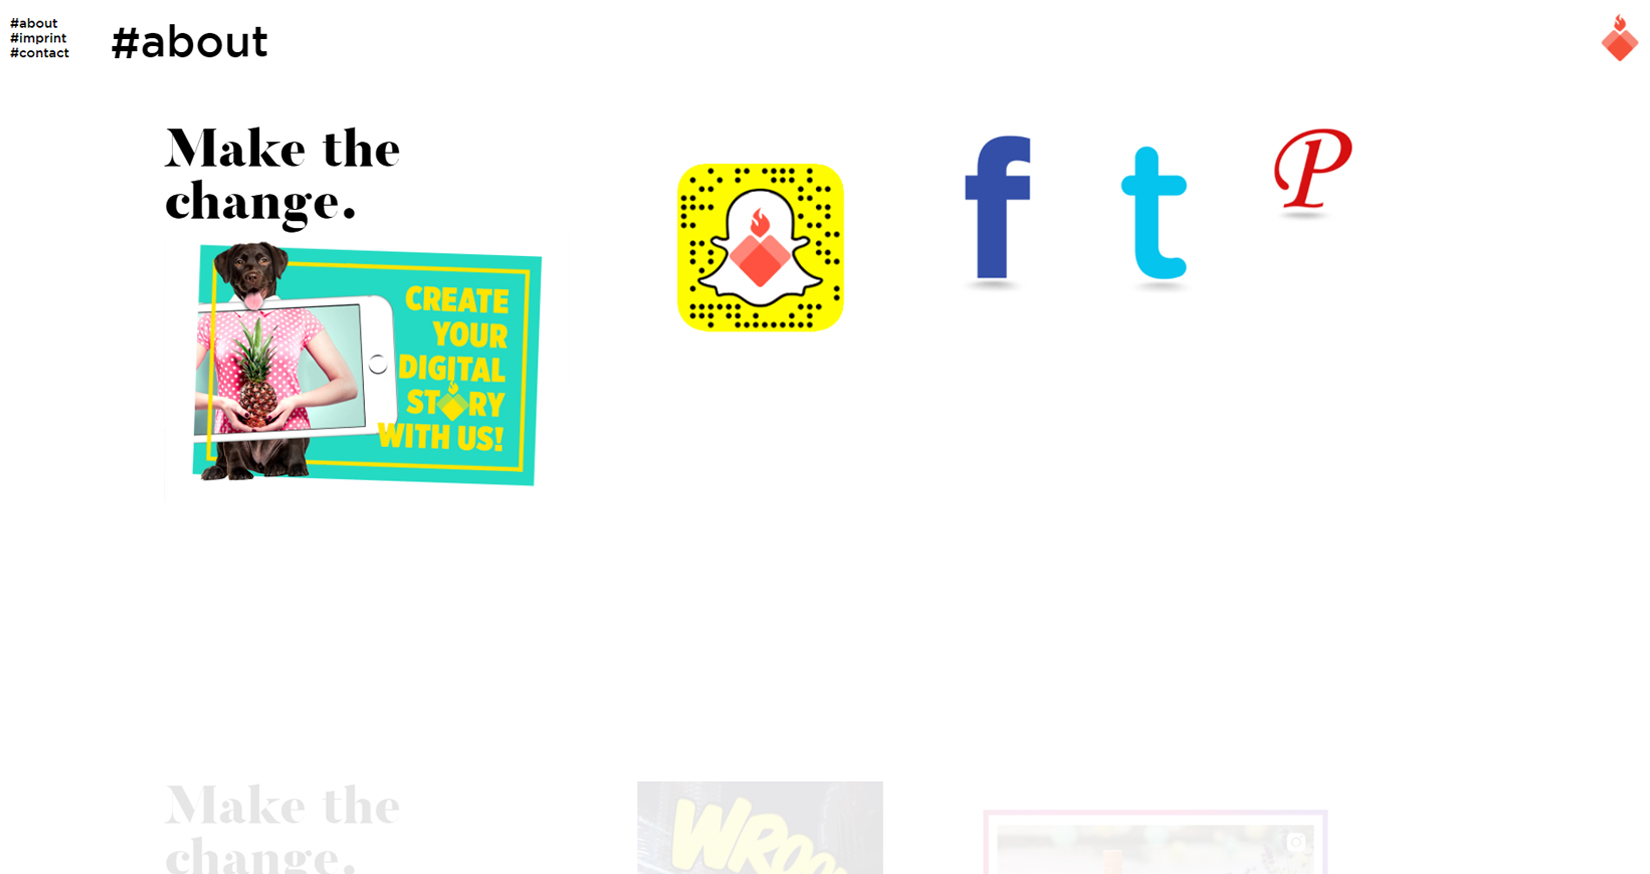 #about
#imprint
#contact
#about
Make the
change.
CREATE
YOUR
DIGITAL
STORY
WITH US!
f
t
P
Make the
change.